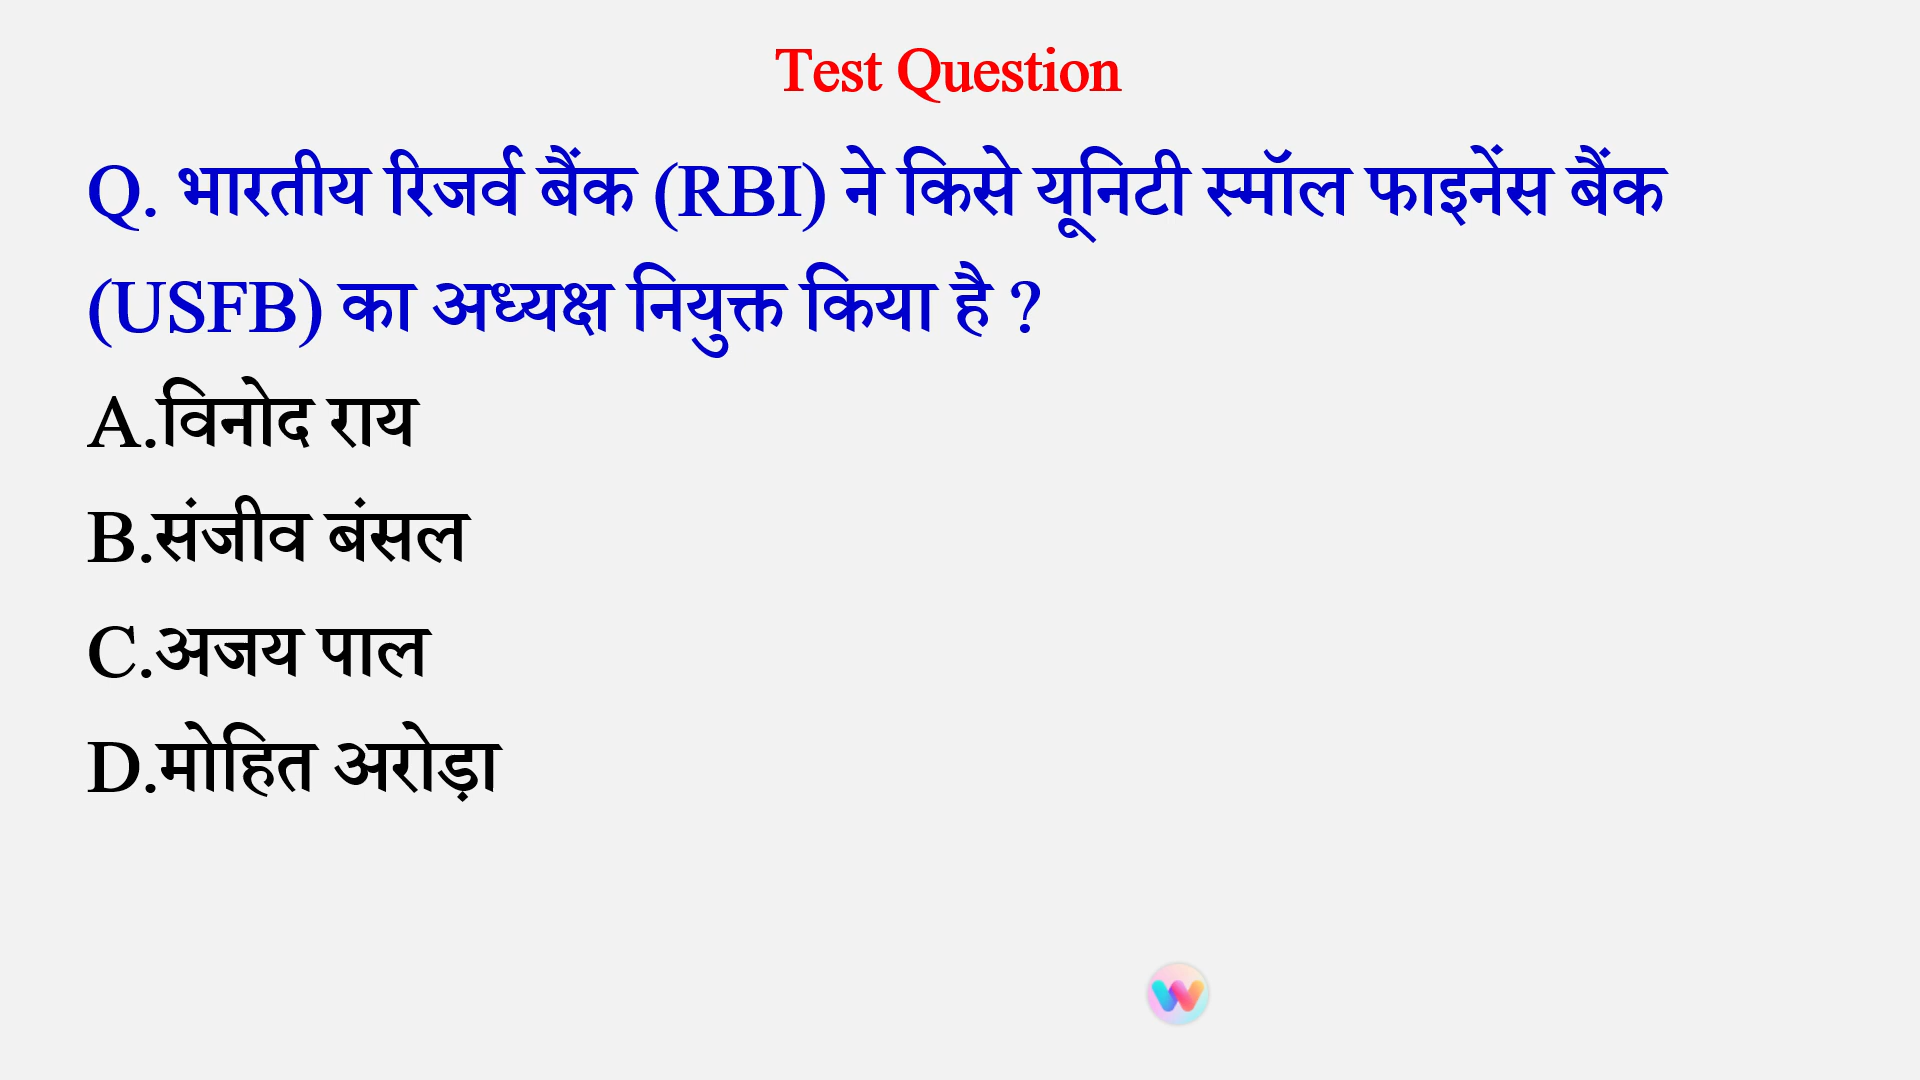 Test Question
Q. भारतीय रिजर्व बैंक (RBI) ने किसे यूनिटी स्मॉल फाइनेंस बैंक
(USFB) का अध्यक्ष नियुक्त किया है ?
A.विनोद राय
B.संजीव बंसल
C.अजय पाल
D.मोहित अरोड़ा